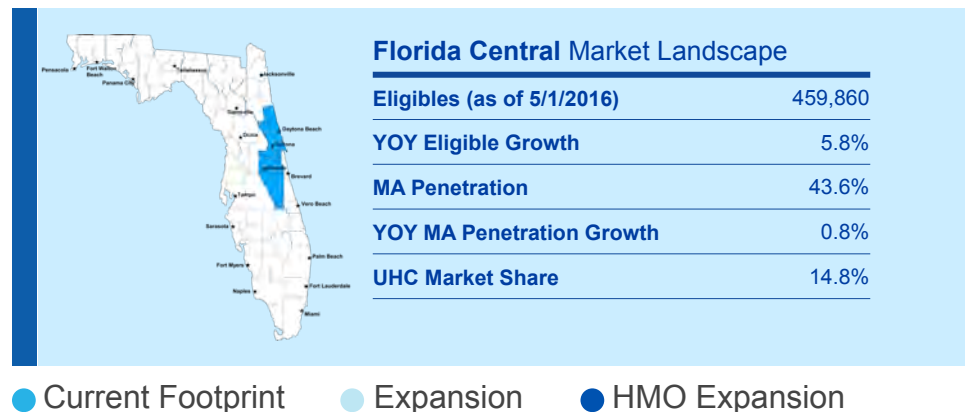 Florida Central Market Landscape
Eligibles (as of 5/1/2016) 459,860
YOY Eligible Growth 5.8%
MA Penetration 43.6%
YOY MA Penetration Growth 0.8%
UHC Market Share 14.8%
Pensacola
Fort Walton
Beach
Panama City
Tallahassee
Jacksonville
Gainesville
Ocala
Daytona Beach
Brevard
Tampa
Vero Beach
Sarasota
Palm Beach
Fort Myers
Fort Lauderdale
Naples
Miami
Current Footprint Expansion HMO Expansion